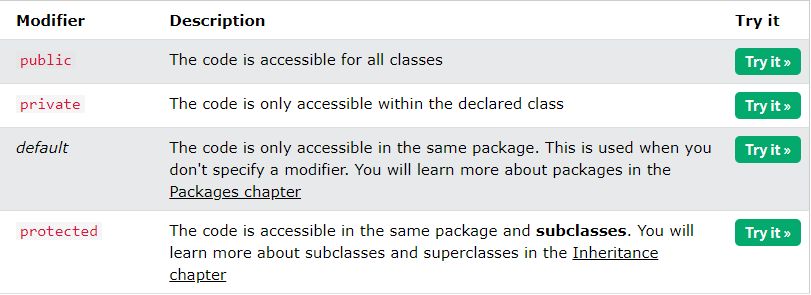 Modifier Description Try it
public The code is accessible for all classes Try it »
private The code is only accessible within the declared class Try it »
default The code is only accessible in the same package. This is used when you Try it »
don't specify a modifier. You will learn more about packages in the
Packages chapter
protected The code is accessible in the same package and subclasses. You will Try it »
learn more about subclasses and superclasses in the Inheritance
chapter